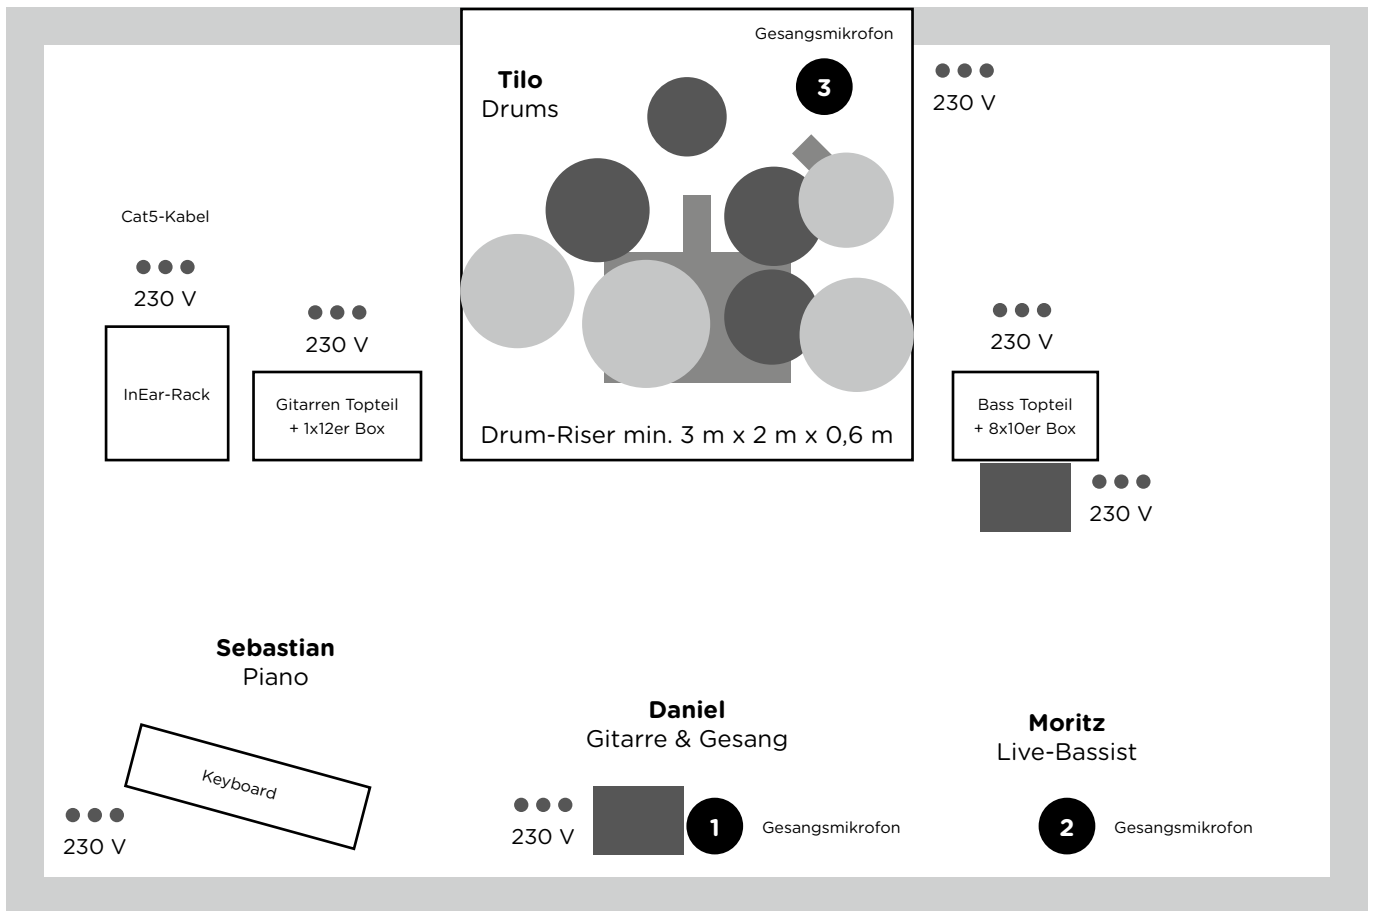 Gesangsmikrofon
3
Tilo
Drums
230 V
Cat5-Kabel
230 V
230 V
230 V
InEar-Rack
Gitarren Topteil
+ 1x12er Box
Bass Topteil
+ 8x10er Box
Drum-Riser min. 3 m x 2 m x 0,6 m
230 V
Sebastian
Piano
Daniel
Gitarre & Gesang
Moritz
Live-Bassist
Keyboard
230 V
230 V
1
Gesangsmikrofon
2
Gesangsmikrofon